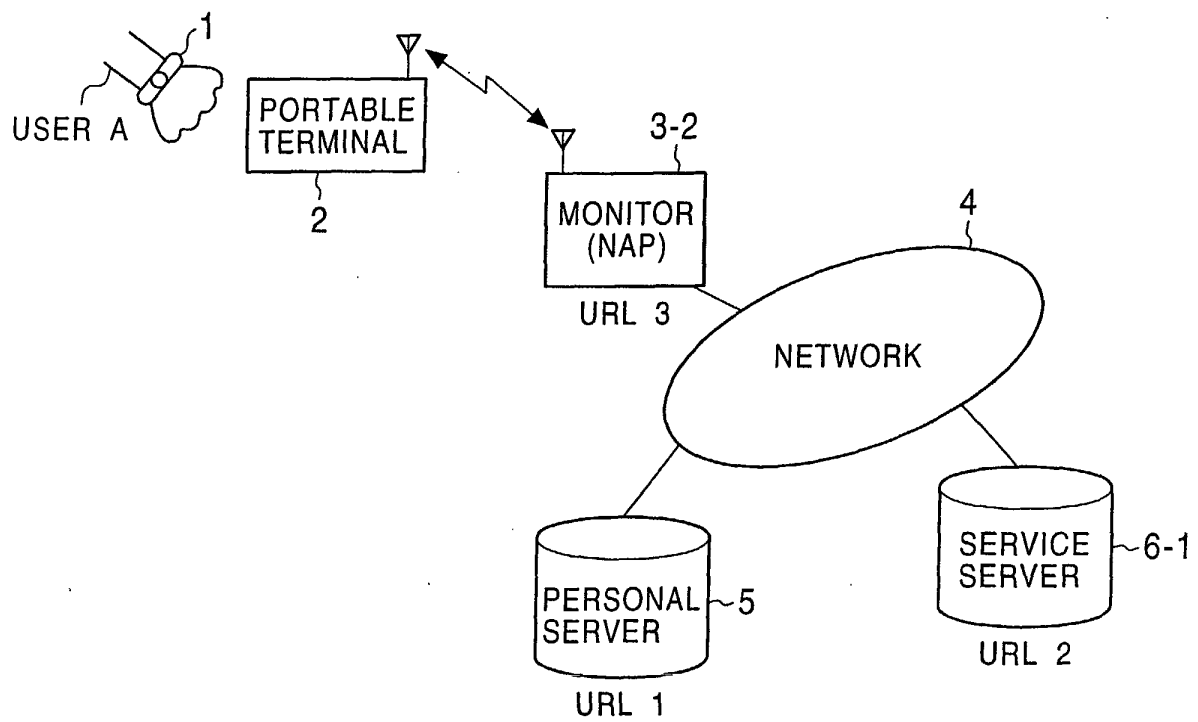 1
USER A
PORTABLE
TERMINAL
2
3-2
MONITOR
(NAP)
URL 3
4
NETWORK
PERSONAL
SERVER
5
URL 1
SERVICE
SERVER
6-1
URL 2